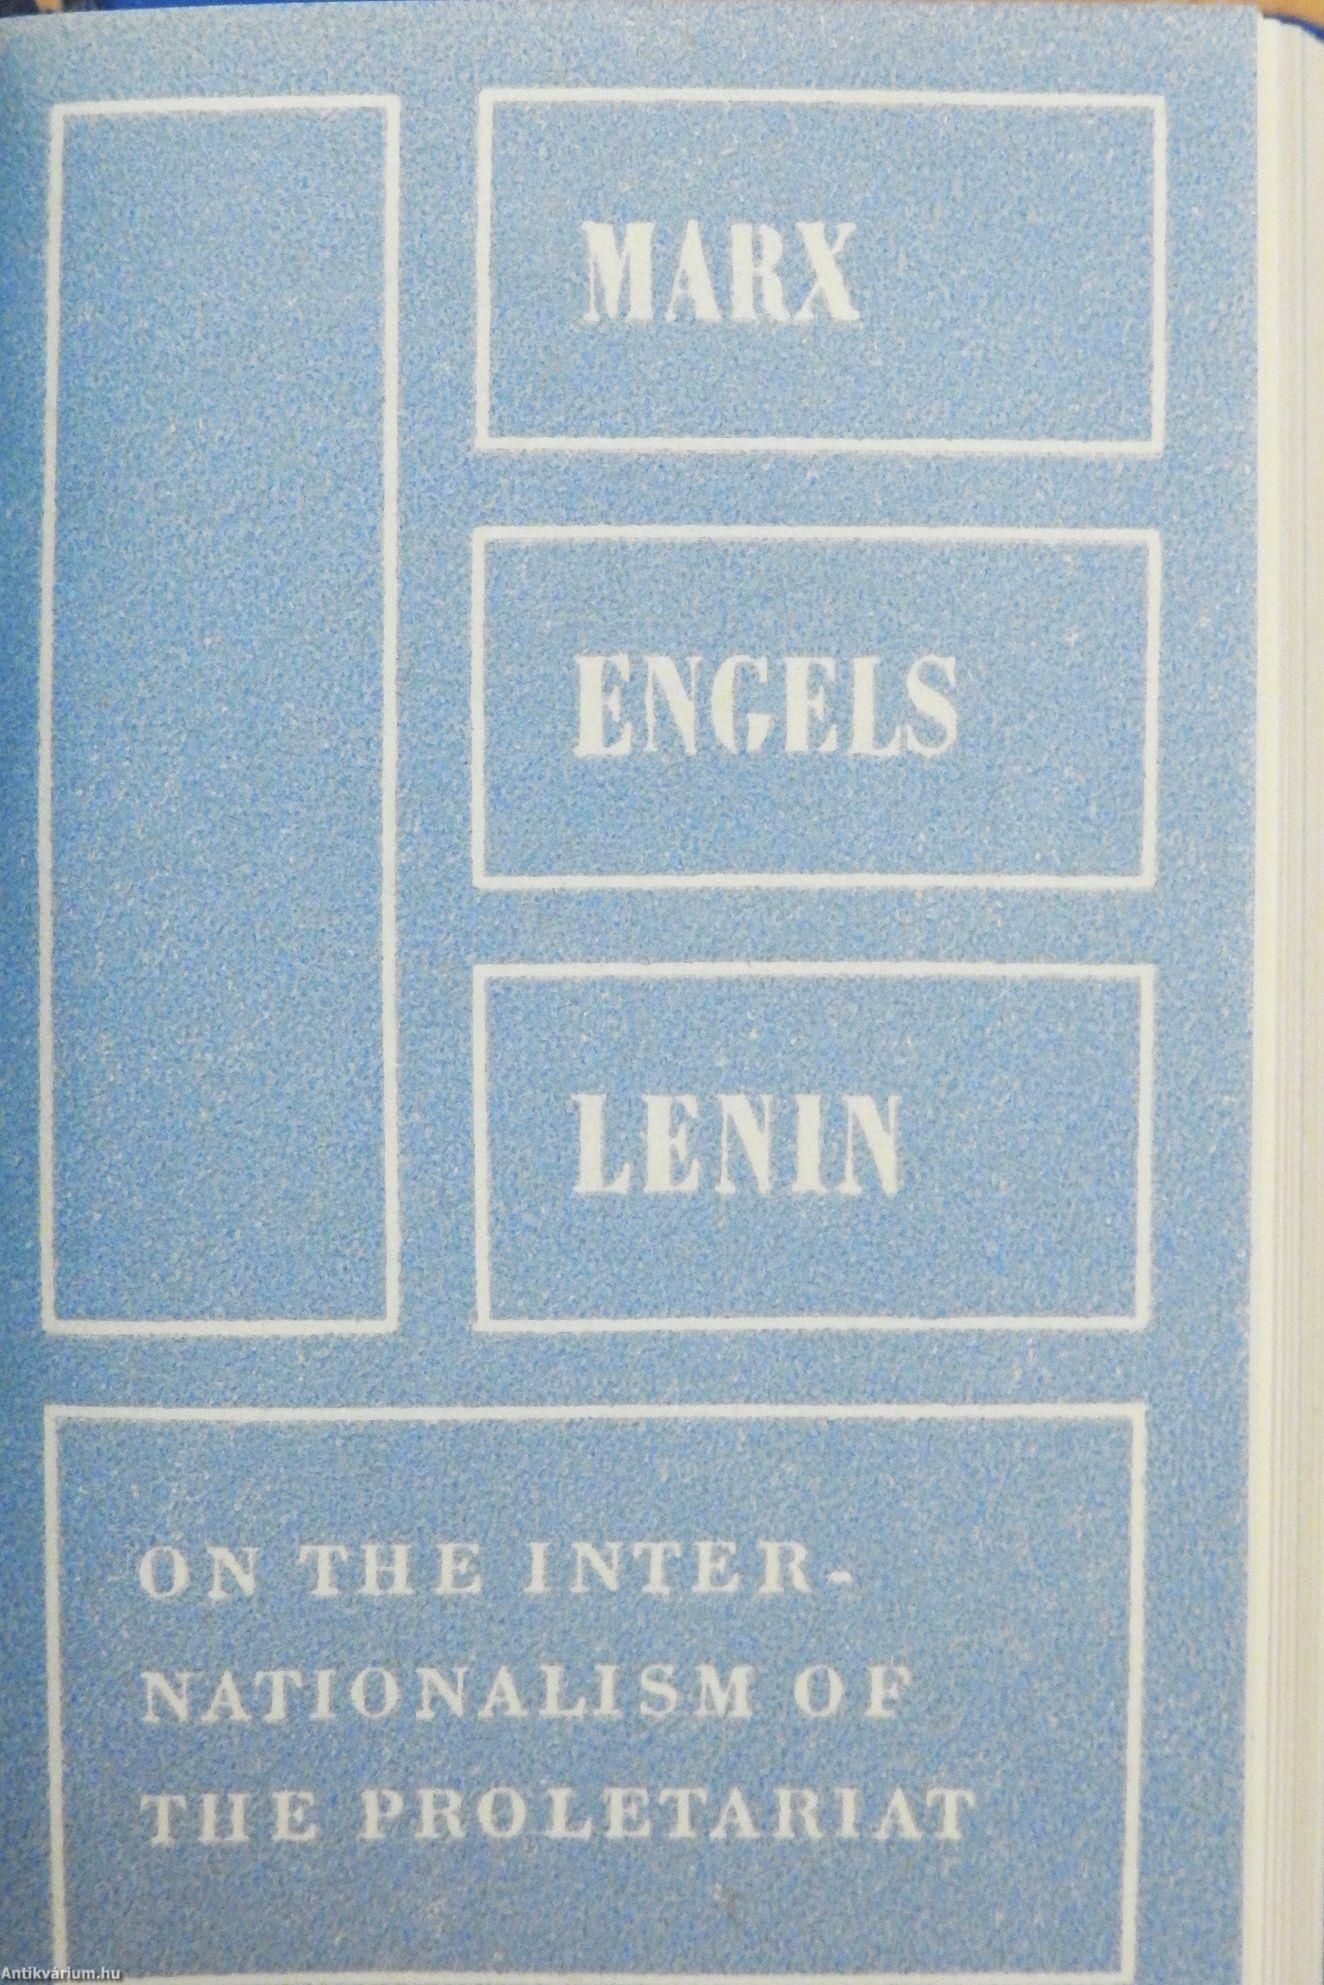 MARX
ENGELS
LENIN
ON THE INTER-
NATIONALISM OF
THE PROLETARIAT
Antikvárium.hu